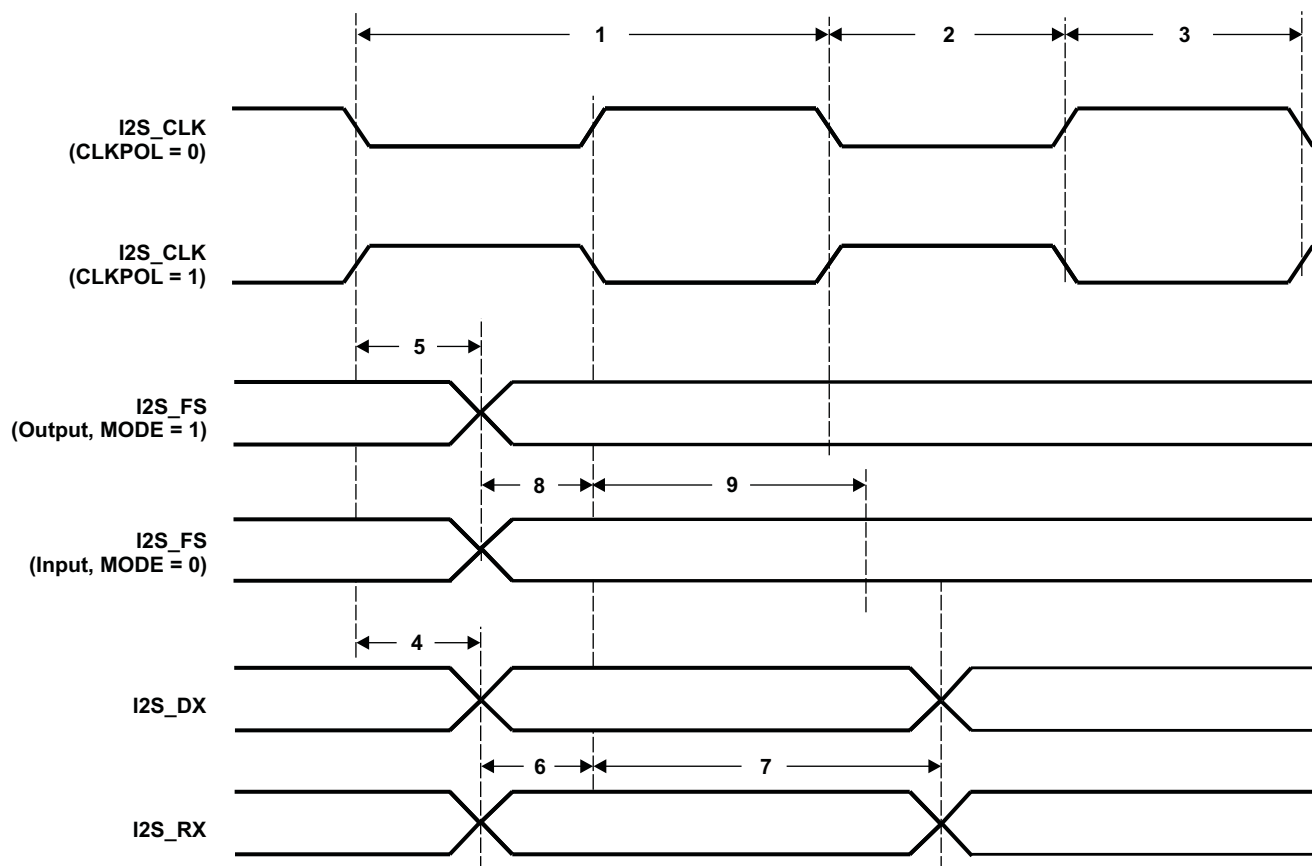 1 2 3
I2S_CLK
(CLKPOL = 0)
I2S_CLK
(CLKPOL = 1)
5
I2S_FS
(Output, MODE = 1)
8 9
I2S_FS
(Input, MODE = 0)
4
I2S_DX
6 7
I2S_RX